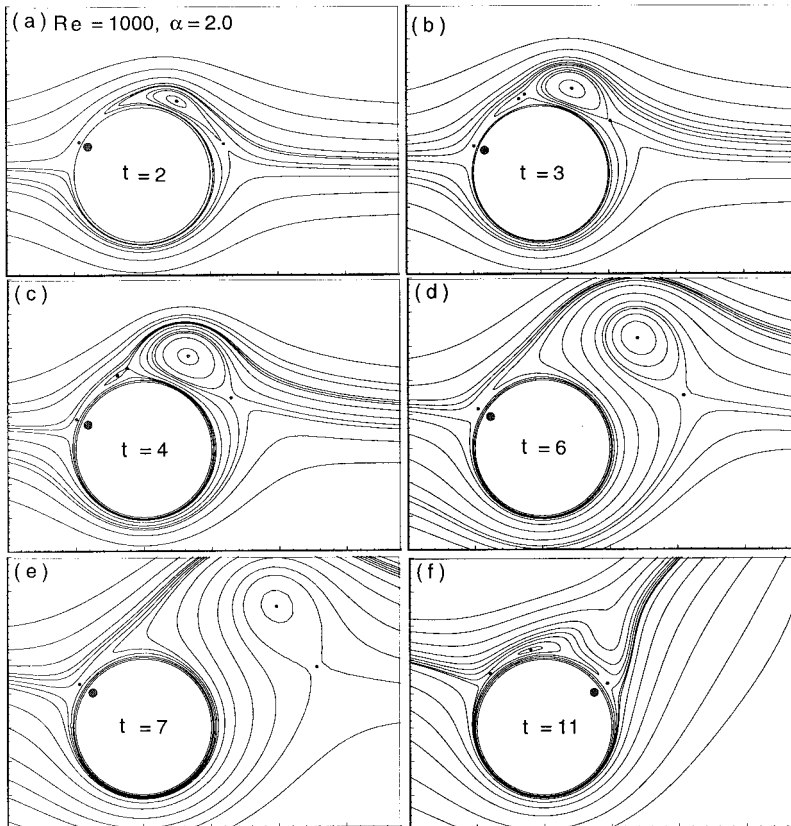 (a) Re = 1000, α = 2.0
(b)
t = 2
t = 3
(c)
(d)
t = 4
t = 6
(e)
(f)
t = 7
t = 11